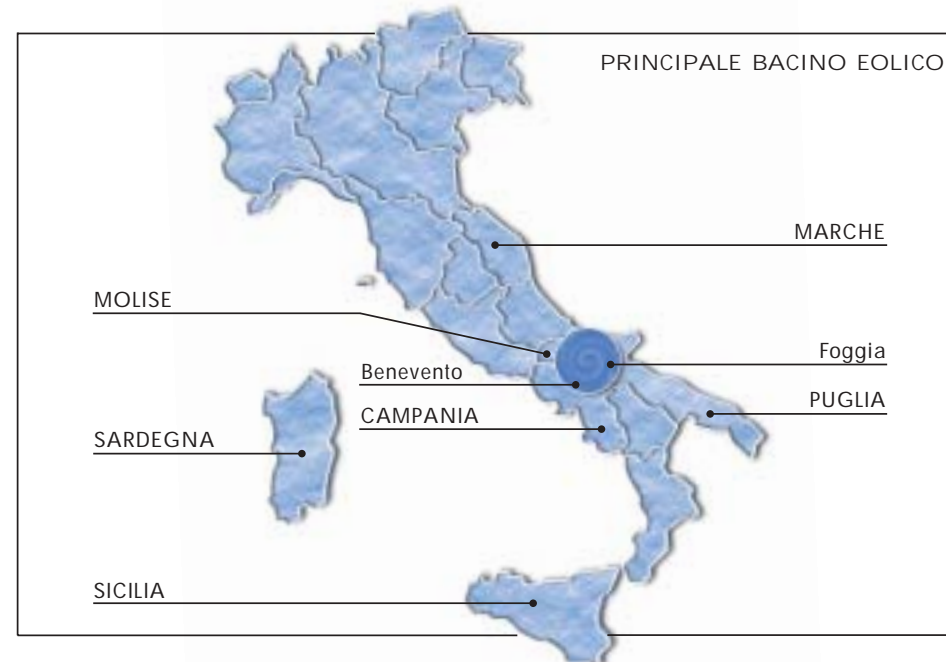 PRINCIPALE BACINO EOLICO
MARCHE
MOLISE
Foggia
Benevento
PUGLIA
CAMPANIA
SARDEGNA
SICILIA